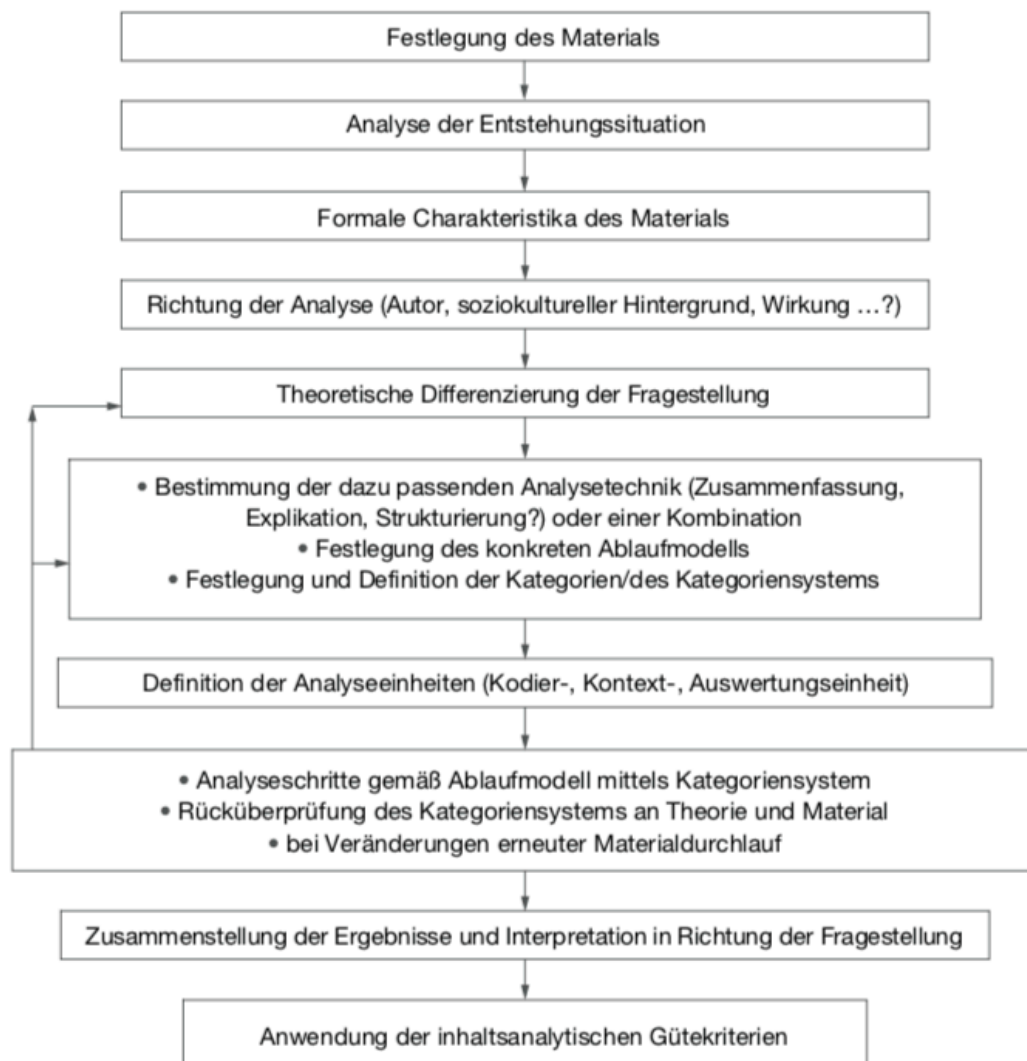 Festlegung des Materials
Analyse der Entstehungssituation
Formale Charakteristika des Materials
Richtung der Analyse (Autor, soziokultureller Hintergrund, Wirkung …?)
Theoretische Differenzierung der Fragestellung
• Bestimmung der dazu passenden Analysetechnik (Zusammenfassung,
Explikation, Strukturierung?) oder einer Kombination
• Festlegung des konkreten Ablaufmodells
• Festlegung und Definition der Kategorien/des Kategoriensystems
Definition der Analyseeinheiten (Kodier-, Kontext-, Auswertungseinheit)
• Analyseschritte gemäß Ablaufmodell mittels Kategoriensystem
• Rücküberprüfung des Kategoriensystems an Theorie und Material
• bei Veränderungen erneuter Materialdurchlauf
Zusammenstellung der Ergebnisse und Interpretation in Richtung der Fragestellung
Anwendung der inhaltsanalytischen Gütekriterien